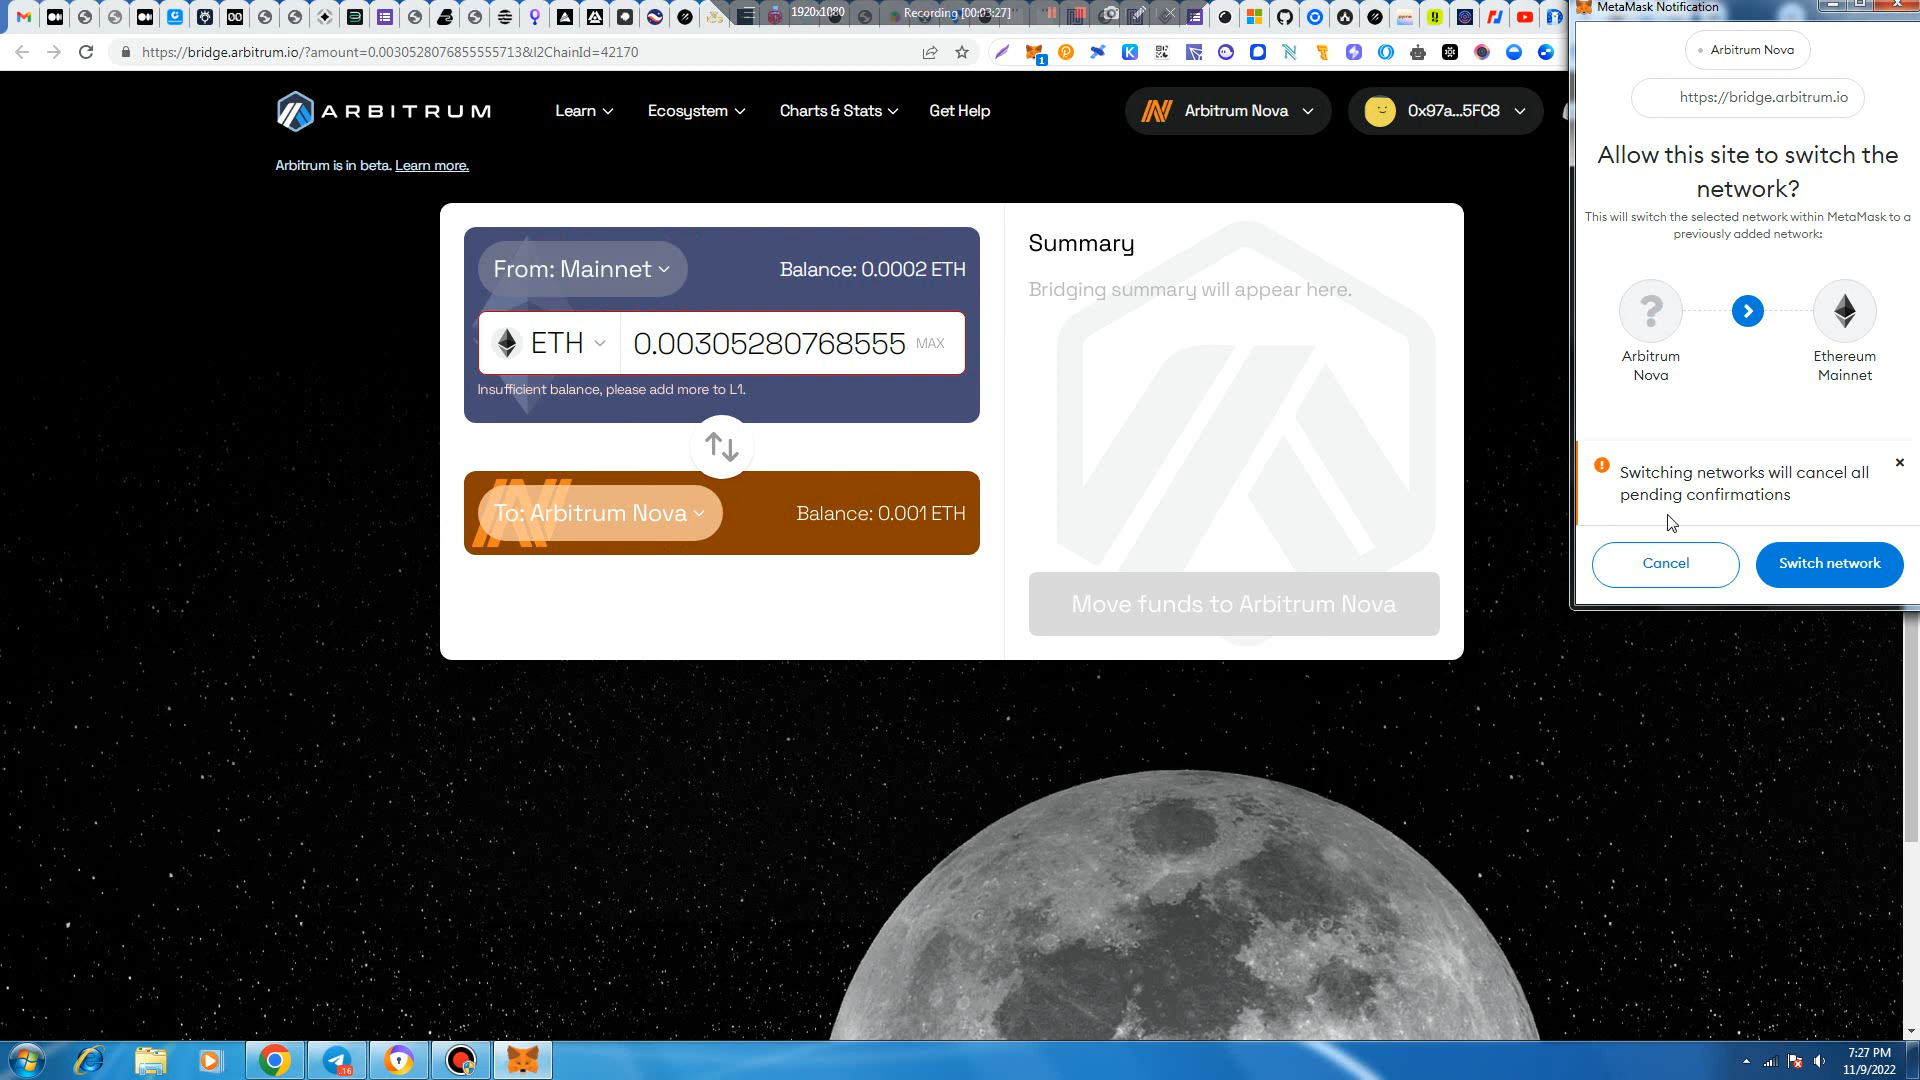 1920x1080
Recording [00:03:27]
MetaMask Notification
https://bridge.arbitrum.io/?amount=0.0030528076855555713&l2ChainId=42170
Arbitrum Nova
https://bridge.arbitrum.io
ARBITRUM
Learn
Ecosystem
Charts & Stats
Get Help
Arbitrum Nova
0x97a...5FC8
Arbitrum is in beta. Learn more.
Allow this site to switch the
network?
This will switch the selected network within MetaMask to a
previously added network:
From: Mainnet
Balance: 0.0002 ETH
ETH
0.00305280768555
MAX
Insufficient balance, please add more to L1.
Summary
Bridging summary will appear here.
Arbitrum
Nova
Ethereum
Mainnet
To: Arbitrum Nova
Balance: 0.001 ETH
Switching networks will cancel all
pending confirmations
Cancel
Switch network
Move funds to Arbitrum Nova
16
7:27 PM
11/9/2022